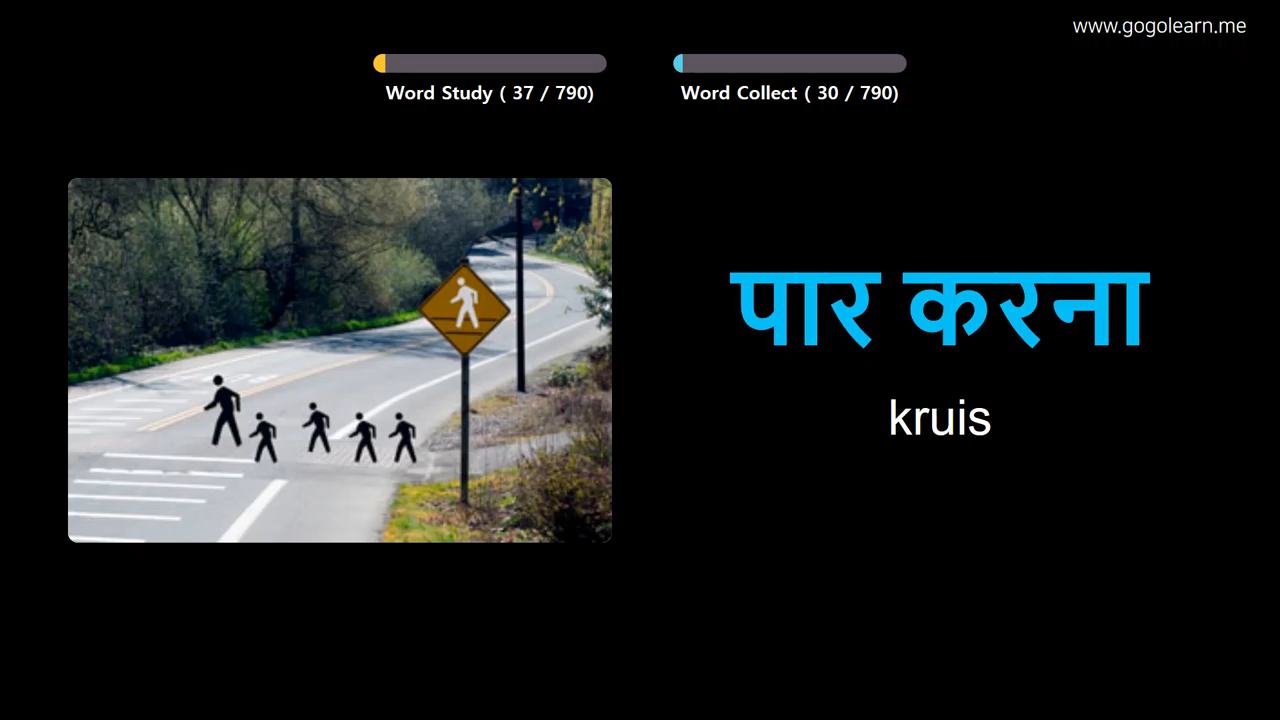 www.gogolearn.me
Word Study ( 37 / 790)
Word Collect ( 30 / 790)
पार करना
kruis